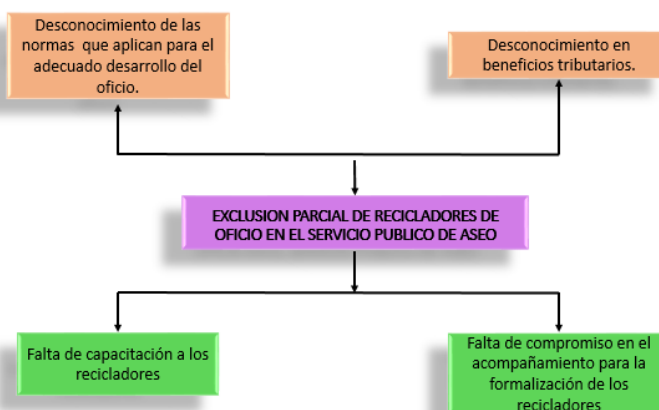 Desconocimiento de las
normas que aplican para el
adecuado desarrollo del
oficio.
Desconocimiento en
beneficios tributarios.
EXCLUSION PARCIAL DE RECICLADORES DE
OFICIO EN EL SERVICIO PUBLICO DE ASEO
Falta de capacitación a los
recicladores
Falta de compromiso en el
acompañamiento para la
formalización de los
recicladores